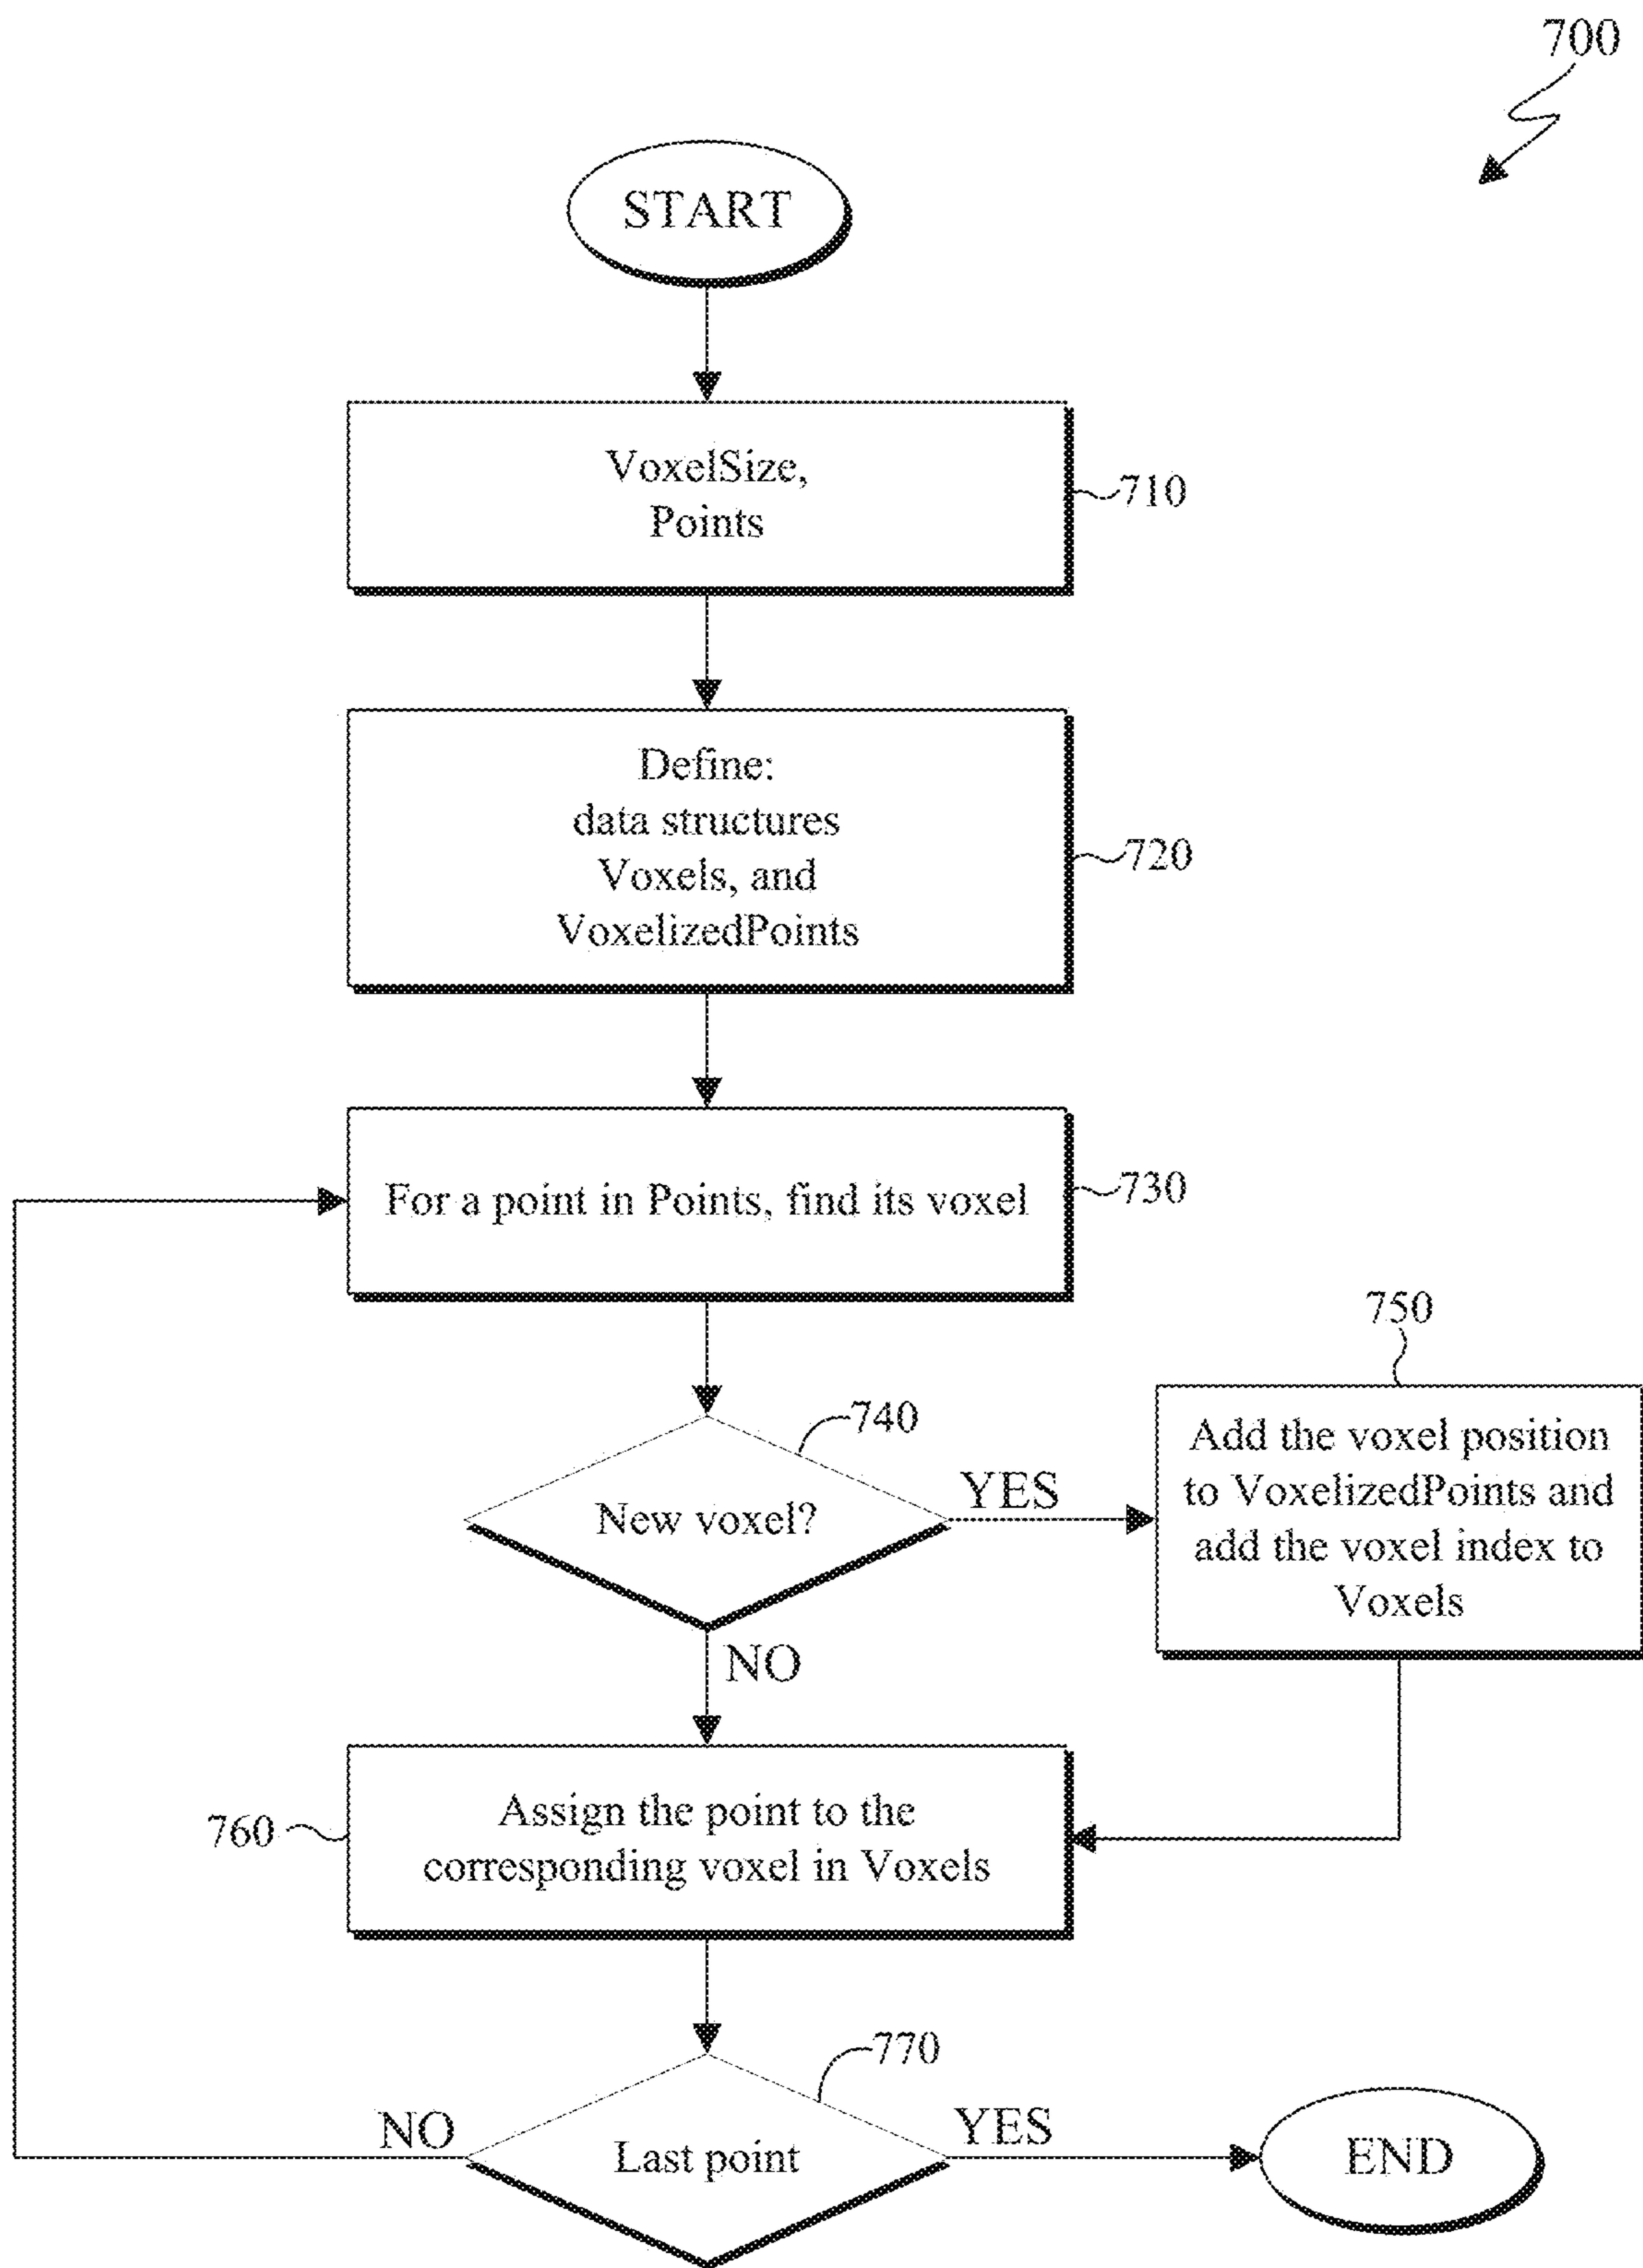 700
START
VoxelSize,
Points
710
Define:
data structures
Voxels, and
VoxelizedPoints
720
For a point in Points, find its voxel
730
740
New voxel?
YES
NO
750
Add the voxel position
to VoxelizedPoints and
add the voxel index to
Voxels
760
Assign the point to the
corresponding voxel in Voxels
770
Last point
NO
YES
END